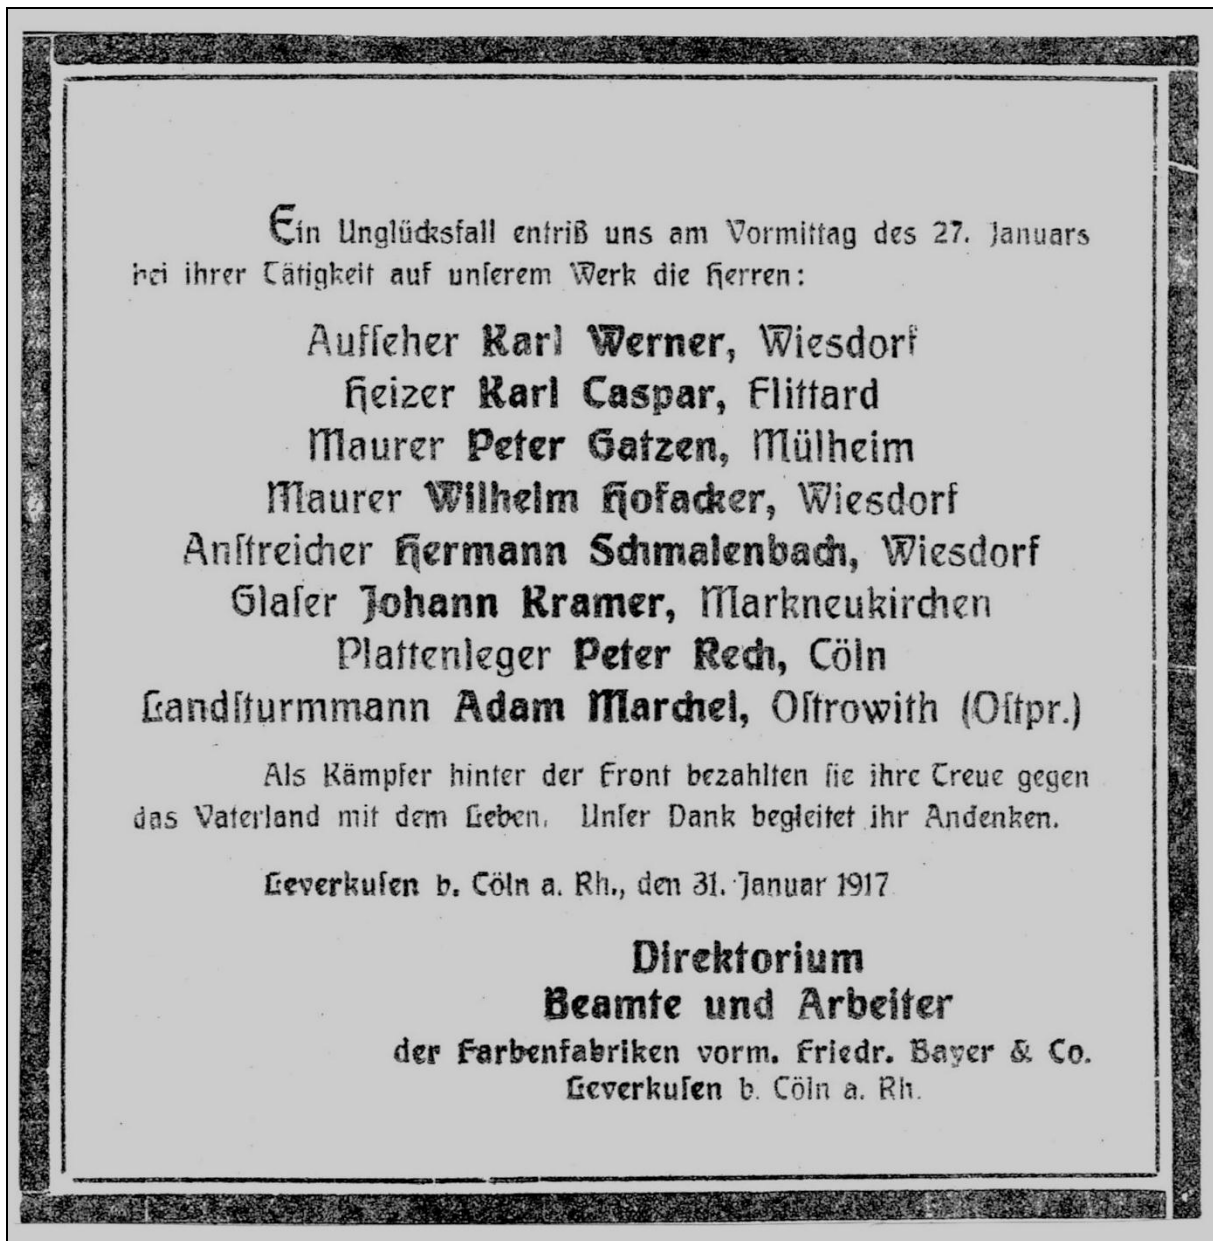 Ein Unglücksfall entriß uns am Vormittag des 27. Januars
bei ihrer Tätigkeit auf unſerem Werk die Herren:
Aufſeher Karl Werner, Wiesdorf
Heizer Karl Caspar, Flittard
Maurer Peter Gatzen, Mülheim
Maurer Wilhelm Hofacker, Wiesdorf
Anſtreicher Hermann Schmalenbach, Wiesdorf
Glaſer Johann Kramer, Markneukirchen
Plattenleger Peter Rech, Cöln
Landſturmmann Adam Marchel, Oſtrowith (Oſtpr.)
Als Kämpfer hinter der Front bezahlten ſie ihre Treue gegen
das Vaterland mit dem Leben. Unſer Dank begleitet ihr Andenken.
Leverkuſen b. Cöln a. Rh., den 31. Januar 1917
Direktorium
Beamte und Arbeiter
der Farbenfabriken vorm. Friedr. Bayer & Co.
Leverkuſen b. Cöln a. Rh.